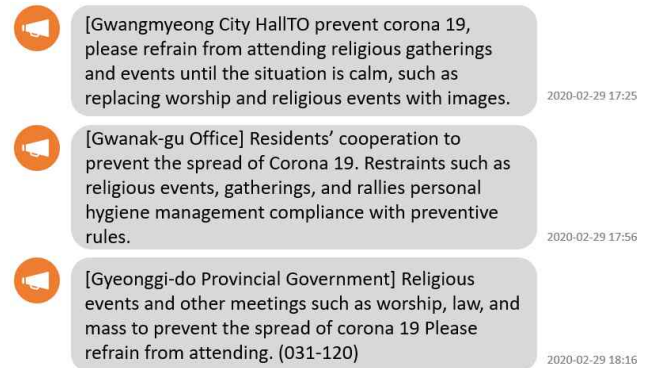 [Gwangmyeong City HallTO prevent corona 19,
please refrain from attending religious gatherings
and events until the situation is calm, such as
replacing worship and religious events with images.
2020-02-29 17:25
[Gwanak-gu Office] Residents’ cooperation to
prevent the spread of Corona 19. Restraints such as
religious events, gatherings, and rallies personal
hygiene management compliance with preventive
rules.
2020-02-29 17:56
[Gyeonggi-do Provincial Government] Religious
events and other meetings such as worship, law, and
mass to prevent the spread of corona 19 Please
refrain from attending. (031-120)
2020-02-29 18:16